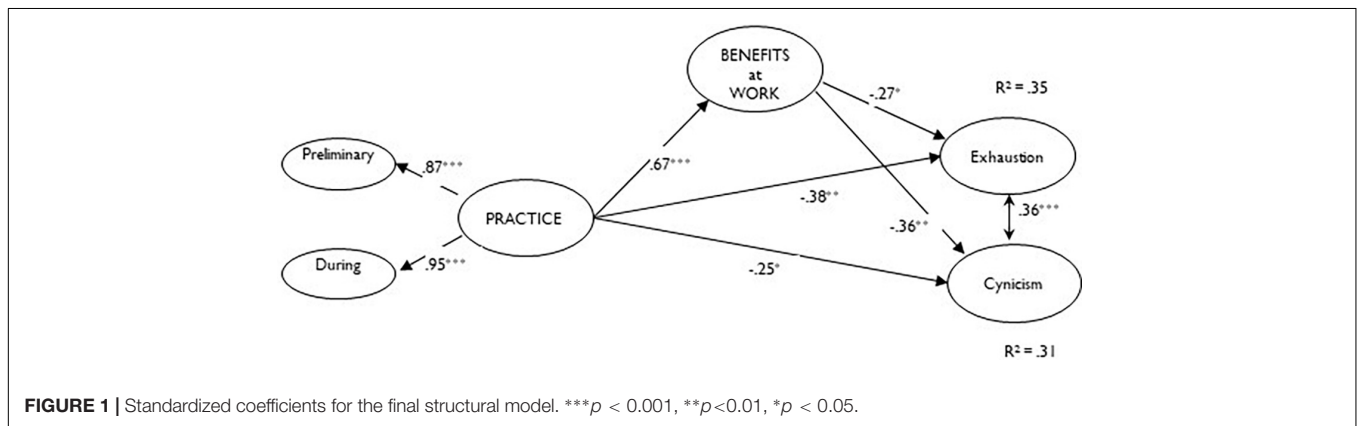 BENEFITS
at
WORK
R² = .35
-.27*
Preliminary
Exhaustion
.87***
.67***
-.38**
.36***
PRACTICE
-.36**
During
.95***
-.25*
Cynicism
R² = .31
FIGURE 1 | Standardized coefficients for the final structural model. ***p < 0.001, **p<0.01, *p < 0.05.